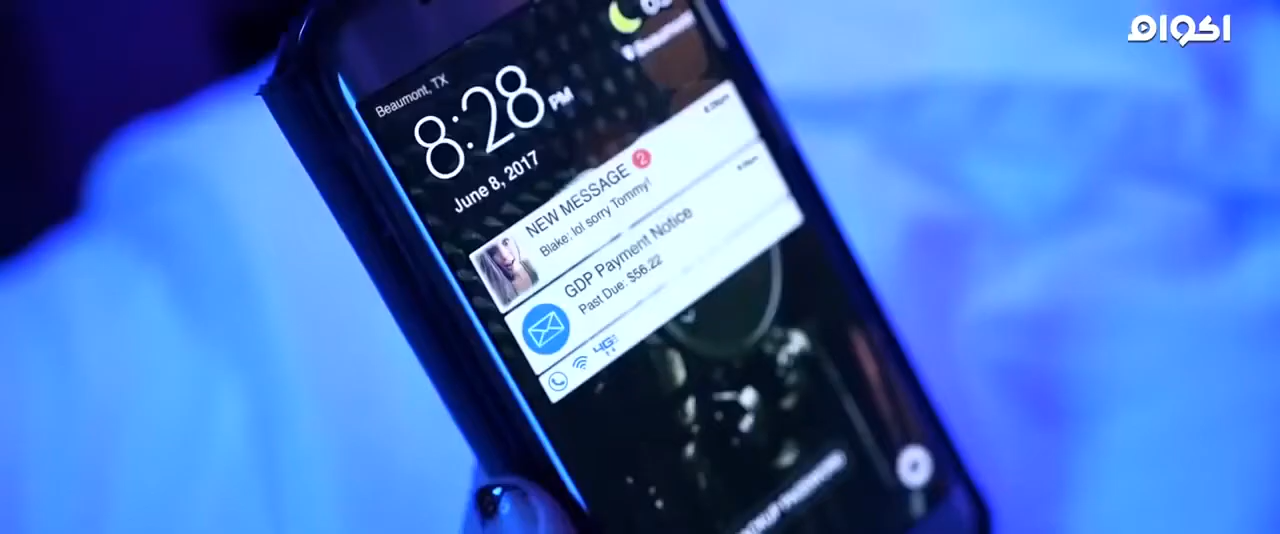 اكوام
Beaumont, TX
8:28 PM
June 8, 2017
NEW MESSAGE 2
Blake: lol sorry Tommy!
GDP Payment Notice
Past Due: $56.22
4G